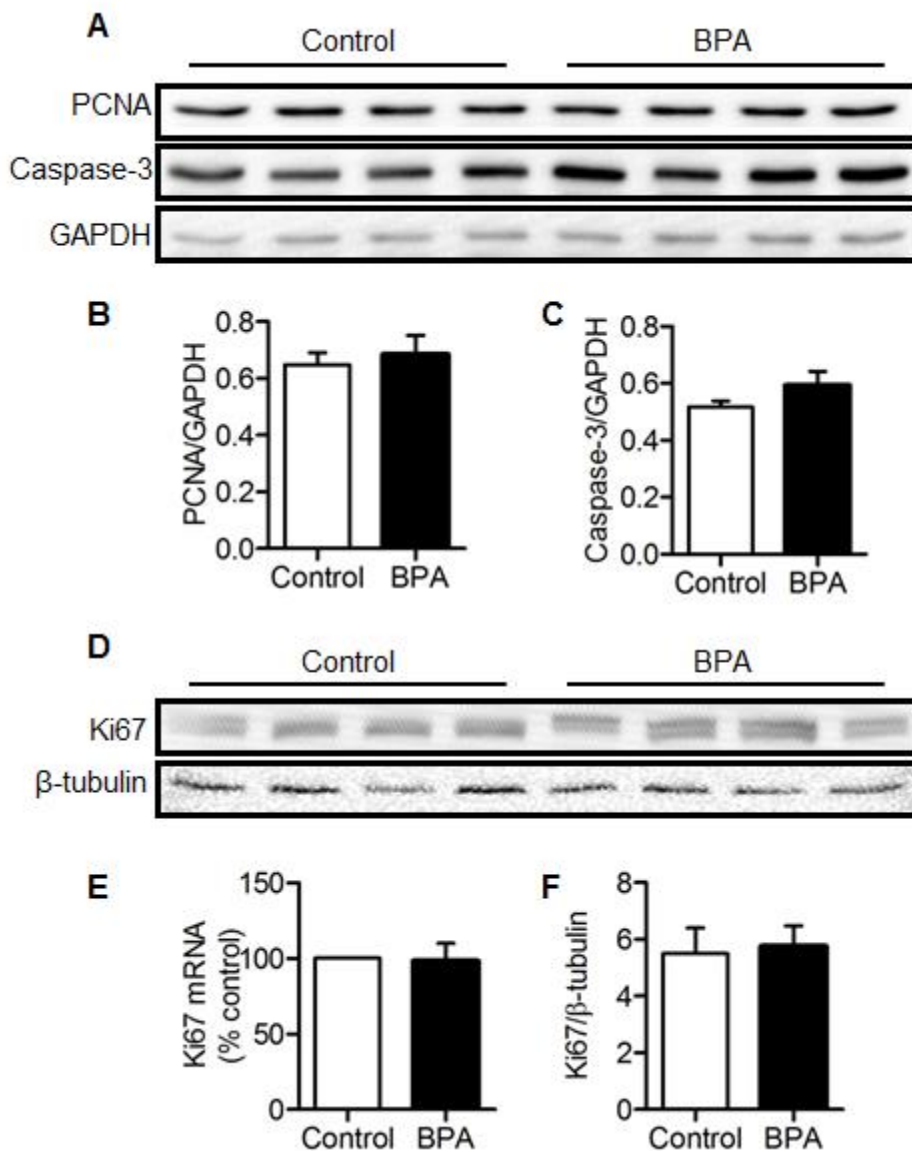 A
Control BPA
PCNA
Caspase-3
GAPDH
B
PCNA/GAPDH
0.8
0.6
0.4
0.2
0.0
Control BPA
C
Caspase-3/GAPDH
0.8
0.6
0.4
0.2
0.0
Control BPA
D
Control BPA
Ki67
β-tubulin
E
Ki67 mRNA
(% control)
150
100
50
0
Control BPA
F
Ki67/β-tubulin
8
6
4
2
0
Control BPA